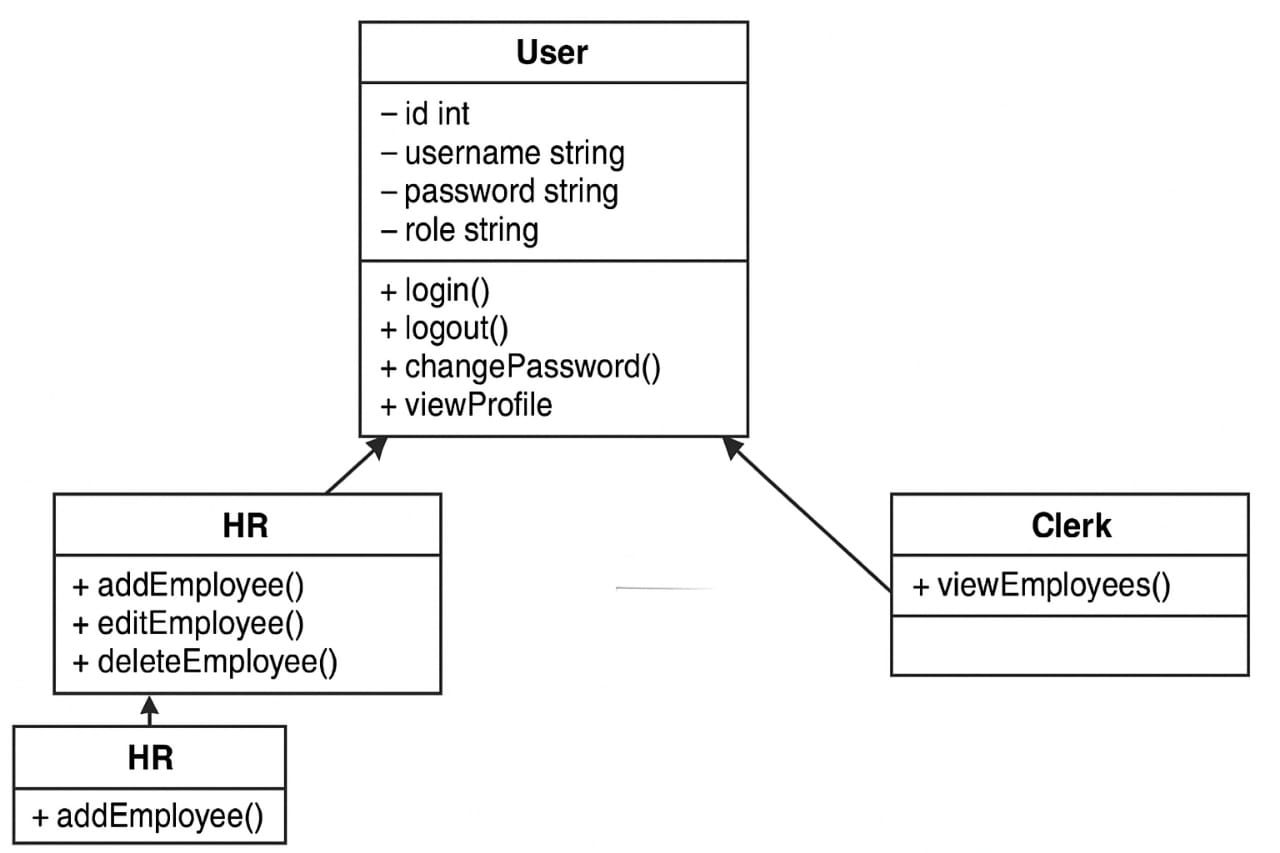 User
– id int
– username string
– password string
– role string
+ login()
+ logout()
+ changePassword()
+ viewProfile
HR
+ addEmployee()
+ editEmployee()
+ deleteEmployee()
Clerk
+ viewEmployees()
HR
+ addEmployee()